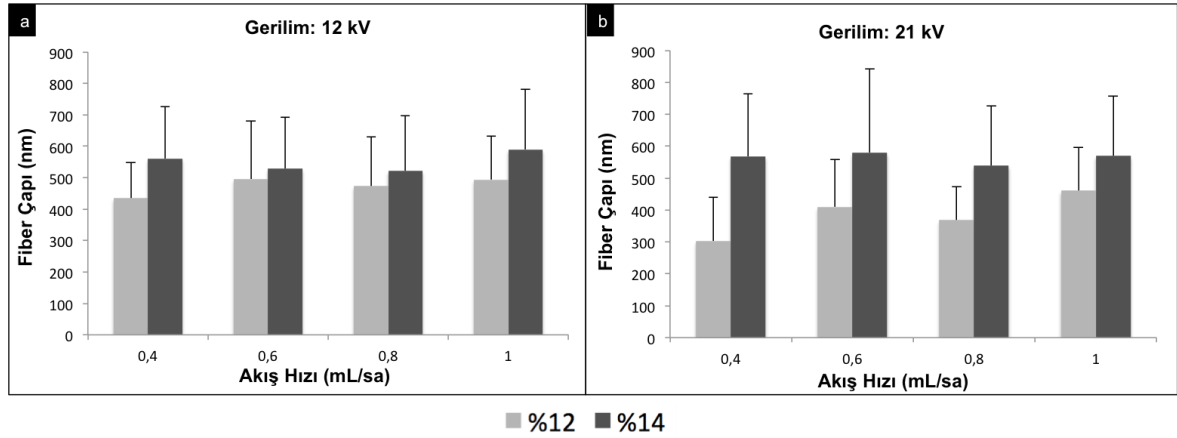 a
Gerilim: 12 kV
900
800
700
600
500
400
300
200
100
0
Fiber Çapı (nm)
0,4 0,6 0,8 1
Akış Hızı (mL/sa)
b
Gerilim: 21 kV
900
800
700
600
500
400
300
200
100
0
Fiber Çapı (nm)
0,4 0,6 0,8 1
Akış Hızı (mL/sa)
%12 %14